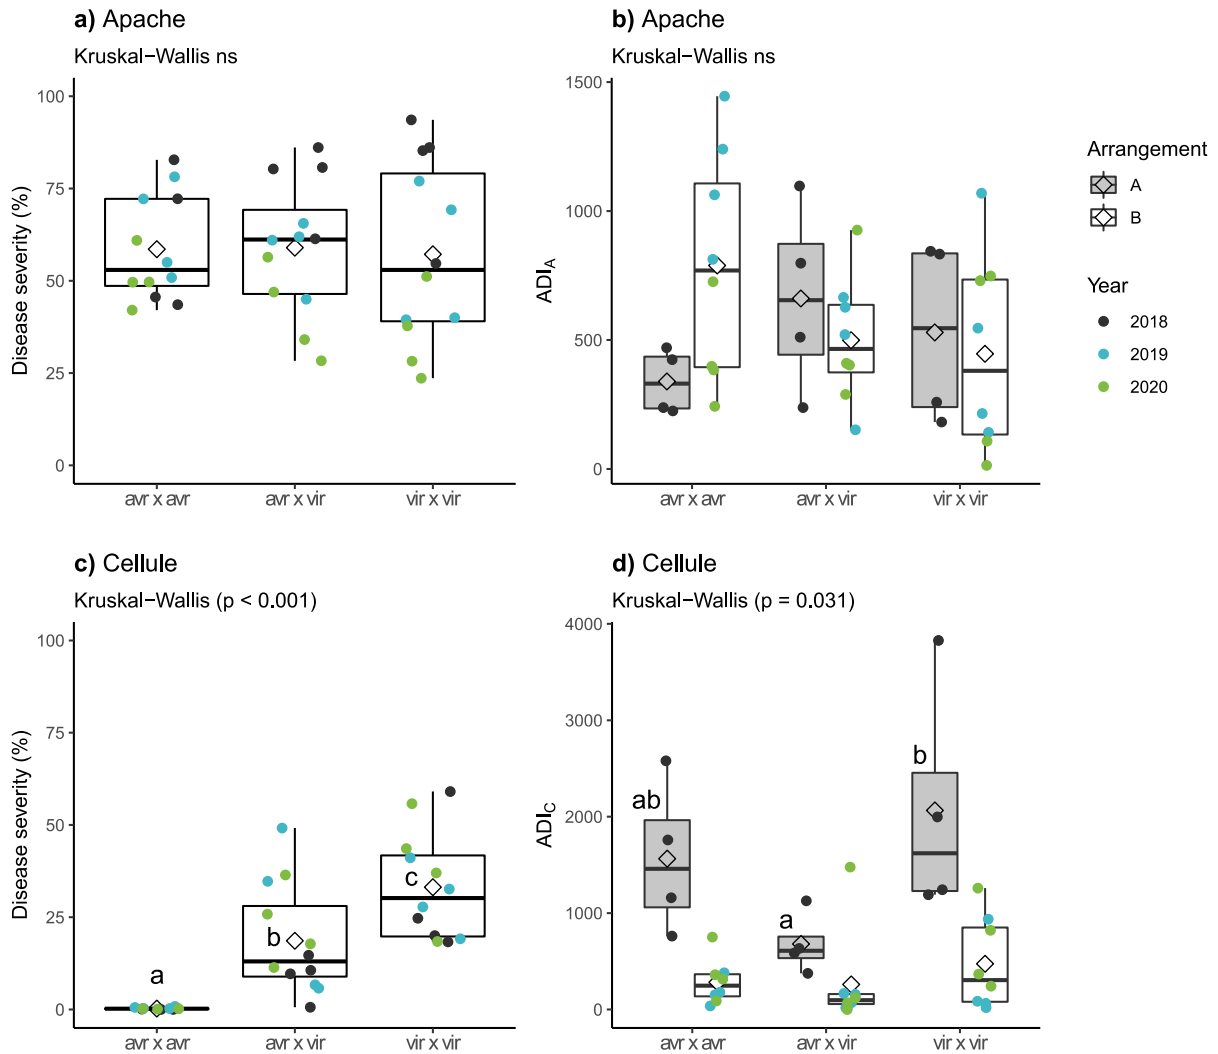 a) Apache
Kruskal−Wallis ns
Disease severity (%)
100
75
50
25
0
avr x avr
avr x vir
vir x vir
b) Apache
Kruskal−Wallis ns
ADIA
1500
1000
500
0
avr x avr
avr x vir
vir x vir
Arrangement
A
B
Year
2018
2019
2020
c) Cellule
Kruskal−Wallis (p < 0.001)
Disease severity (%)
100
75
50
25
0
a
b
c
avr x avr
avr x vir
vir x vir
d) Cellule
Kruskal−Wallis (p = 0.031)
ADIC
4000
3000
2000
1000
0
ab
a
b
avr x avr
avr x vir
vir x vir